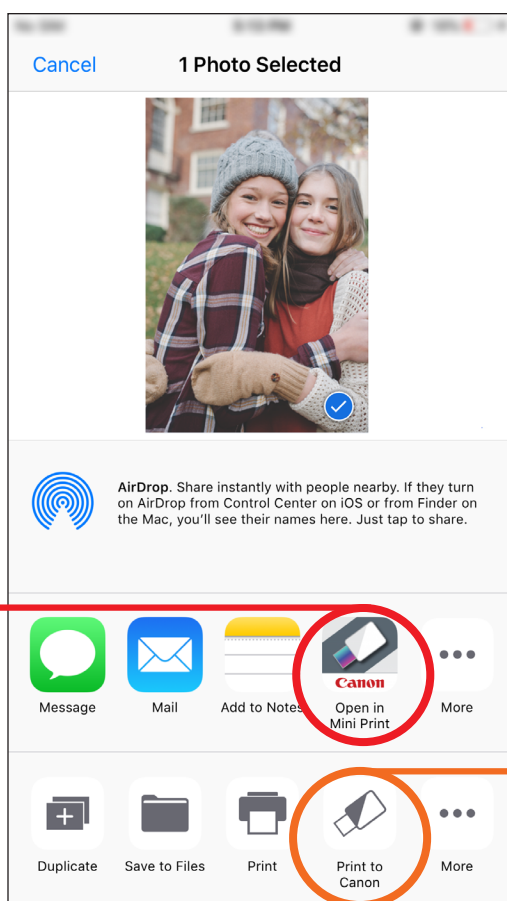 Cancel
1 Photo Selected
AirDrop. Share instantly with people nearby. If they turn
on AirDrop from Control Center on iOS or from Finder on
the Mac, you’ll see their names here. Just tap to share.
Canon
Message
Mail
Add to Notes
Open in
Mini Print
More
Duplicate
Save to Files
Print
Print to
Canon
More